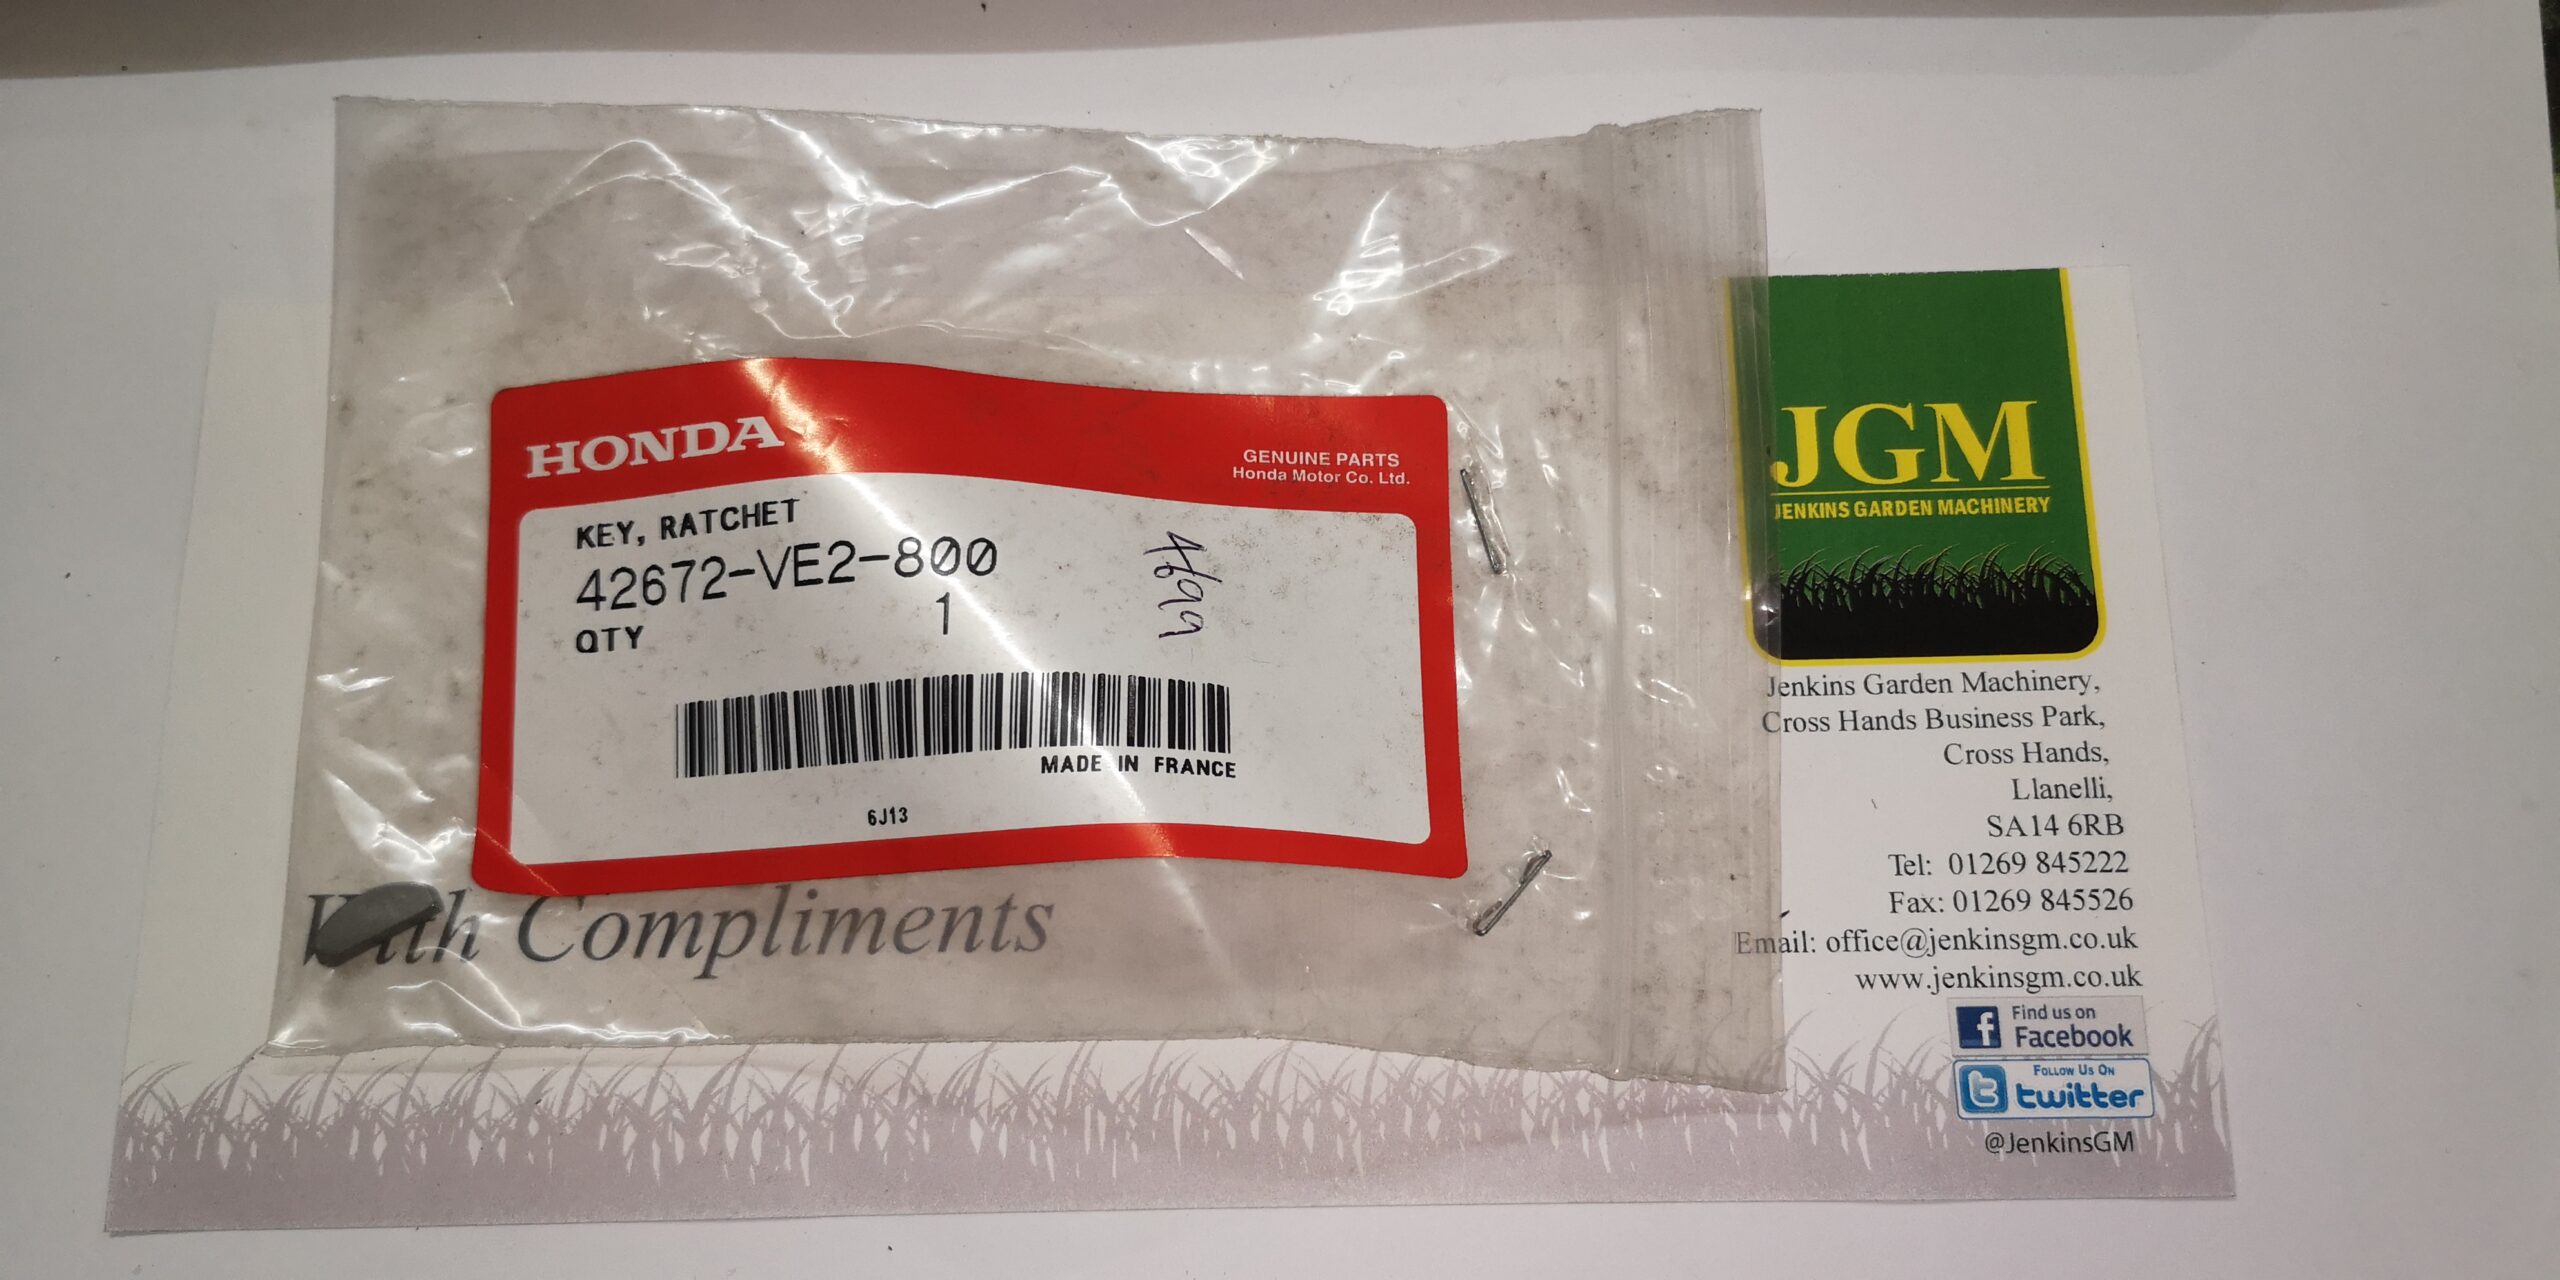 HONDA
GENUINE PARTS
Honda Motor Co. Ltd.
KEY, RATCHET
42672-VE2-800
QTY 1
MADE IN FRANCE
6J13
With Compliments
JGM
JENKINS GARDEN MACHINERY
Jenkins Garden Machinery,
Cross Hands Business Park,
Cross Hands,
Llanelli,
SA14 6RB
Tel: 01269 845222
Fax: 01269 845526
Email: office@jenkinsgm.co.uk
www.jenkinsgm.co.uk
Find us on
Facebook
FOLLOW US ON
twitter
@JenkinsGM